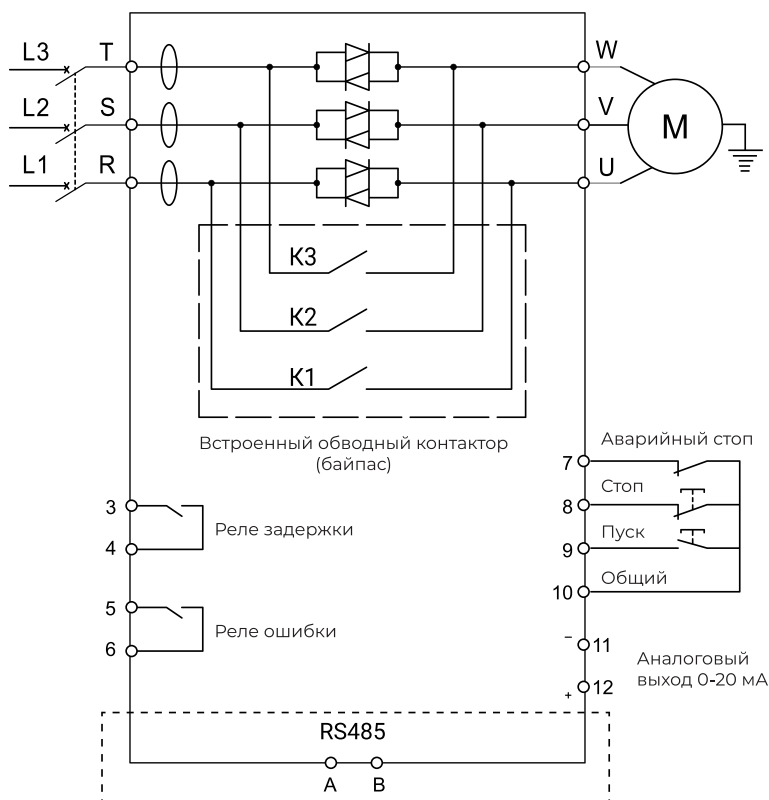 L3 T W
L2 S V
M
L1 R U
K3
K2
K1
Встроенный обводный контактор
(байпас)
Аварийный стоп
7
Стоп
8
Пуск
9
Общий
10
3
4
Реле задержки
5
6
Реле ошибки
− 11
+ 12
Аналоговый
выход 0-20 мА
RS485
A B